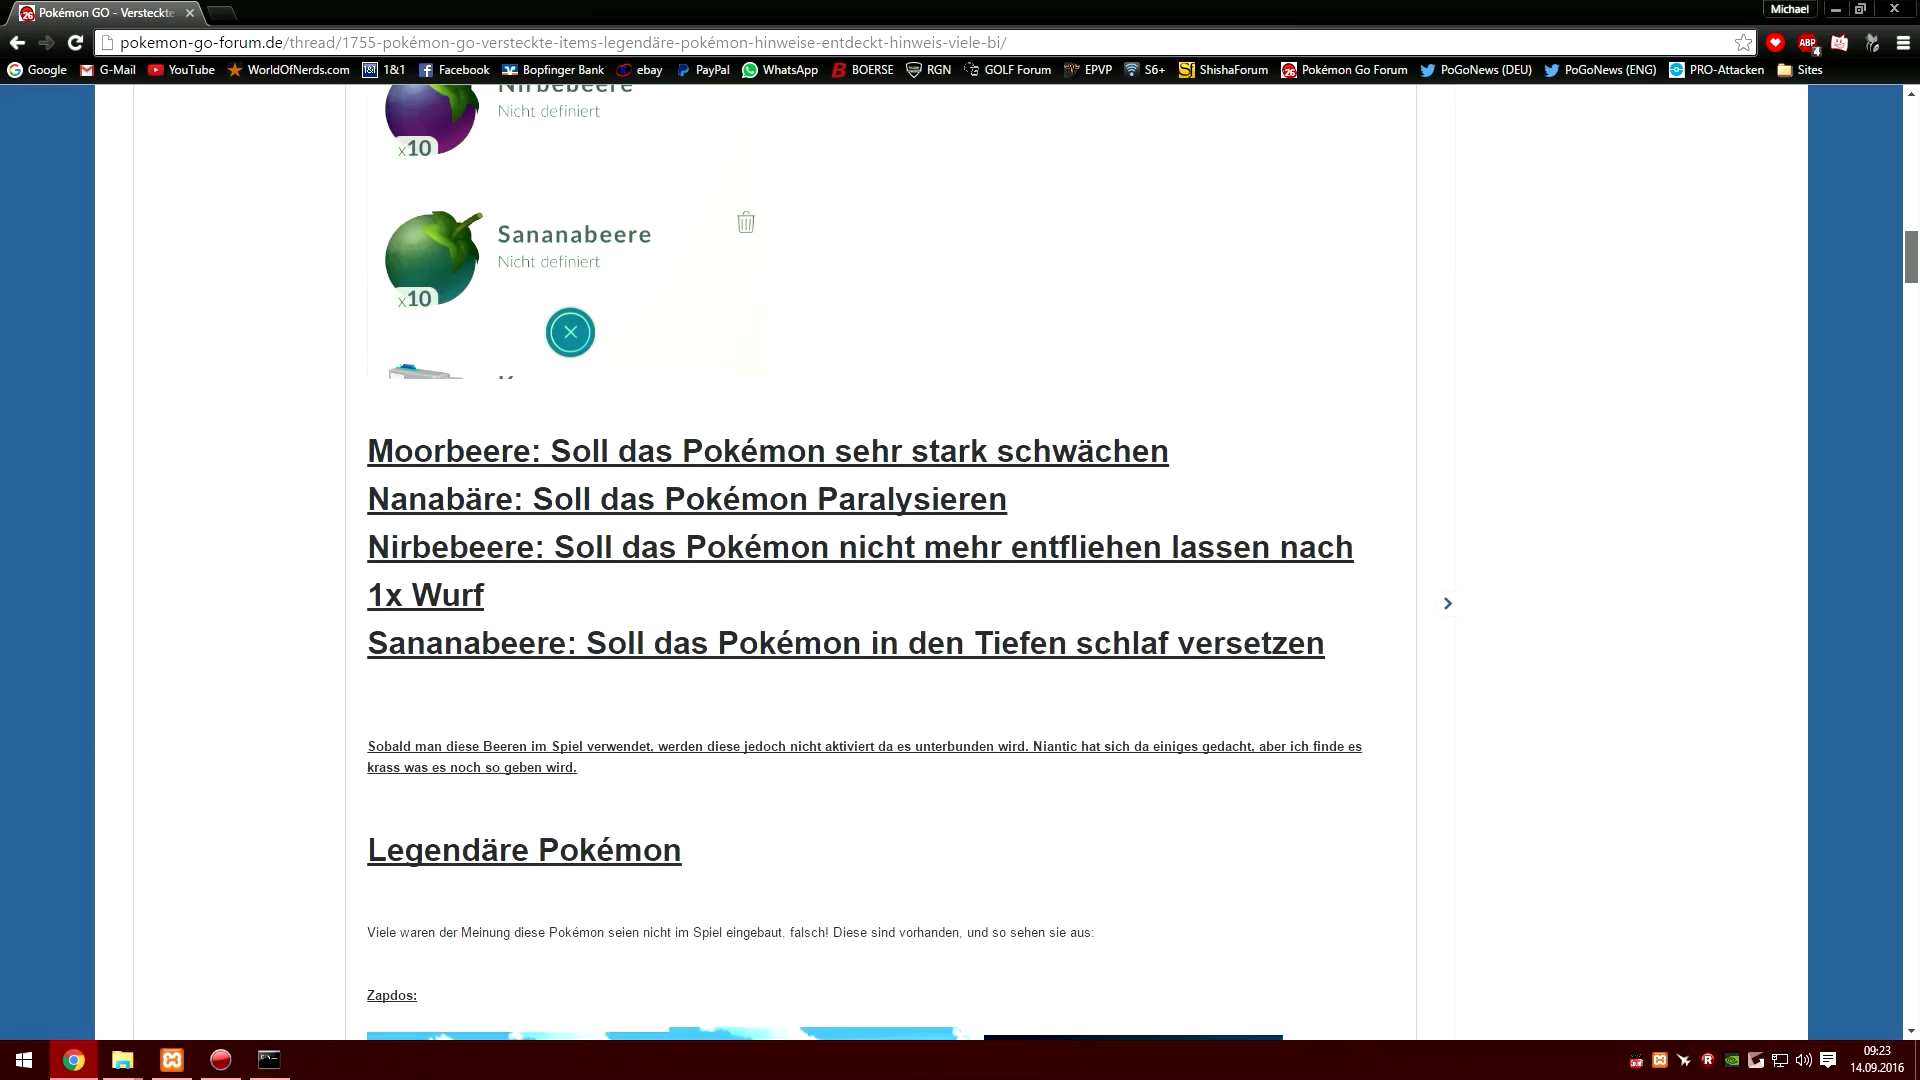 Pokémon GO - Versteckte
Michael
pokemon-go-forum.de/thread/1755-pokémon-go-versteckte-items-legendäre-pokémon-hinweise-entdeckt-hinweis-viele-bi/
Google G-Mail YouTube WorldOfNerds.com 1&1 Facebook Bopfinger Bank ebay PayPal WhatsApp BOERSE RGN GOLF Forum EPVP S6+ ShishaForum Pokémon Go Forum PoGoNews (DEU) PoGoNews (ENG) PRO-Attacken Sites
Nirbebeere
Nicht definiert
x10
Sananabeere
Nicht definiert
x10
Moorbeere: Soll das Pokémon sehr stark schwächen
Nanabäre: Soll das Pokémon Paralysieren
Nirbebeere: Soll das Pokémon nicht mehr entfliehen lassen nach
1x Wurf
Sananabeere: Soll das Pokémon in den Tiefen schlaf versetzen
Sobald man diese Beeren im Spiel verwendet, werden diese jedoch nicht aktiviert da es unterbunden wird. Niantic hat sich da einiges gedacht, aber ich finde es
krass was es noch so geben wird.
Legendäre Pokémon
Viele waren der Meinung diese Pokémon seien nicht im Spiel eingebaut, falsch! Diese sind vorhanden, und so sehen sie aus:
Zapdos:
09:23
14.09.2016